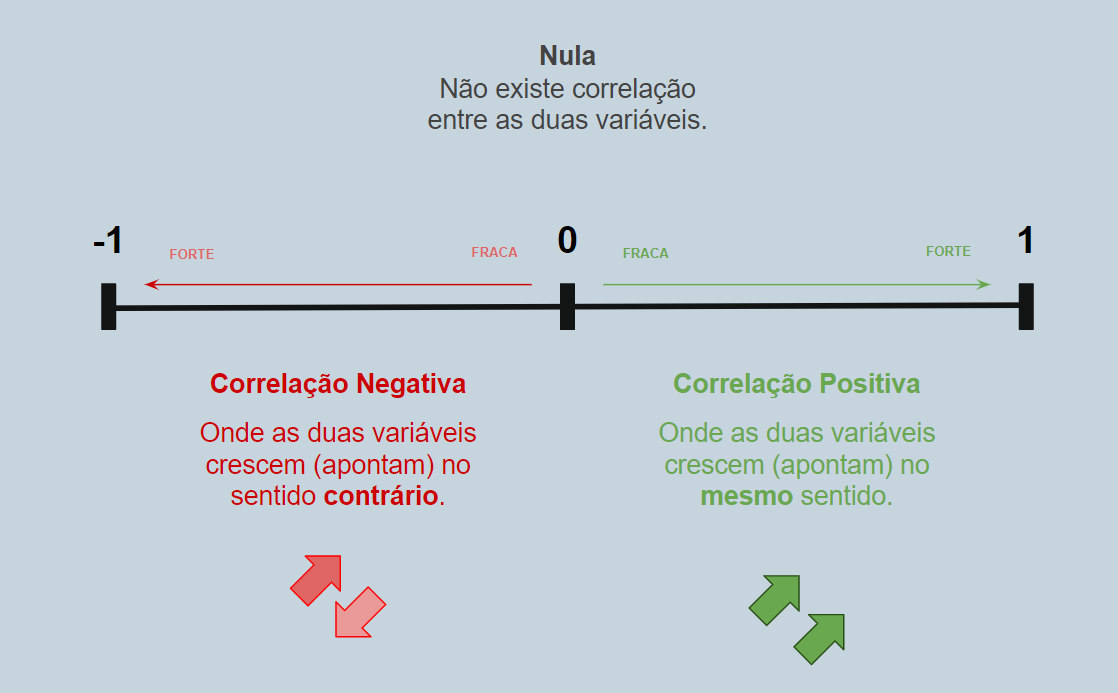 Nula
Não existe correlação
entre as duas variáveis.
-1
FORTE
FRACA
0
FRACA
FORTE
1
Correlação Negativa
Onde as duas variáveis
crescem (apontam) no
sentido contrário.
Correlação Positiva
Onde as duas variáveis
crescem (apontam) no
mesmo sentido.